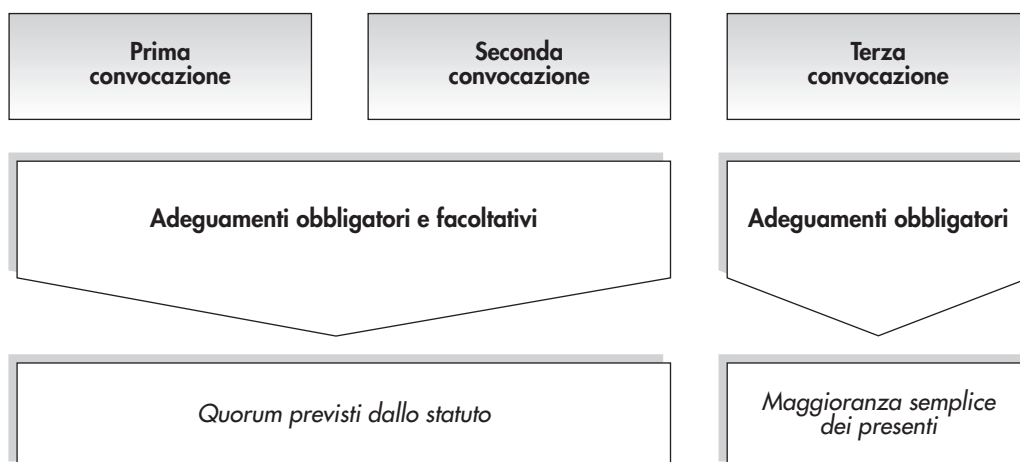 Prima
convocazione
Seconda
convocazione
Terza
convocazione
Adeguamenti obbligatori e facoltativi
Adeguamenti obbligatori
Quorum previsti dallo statuto
Maggioranza semplice
dei presenti